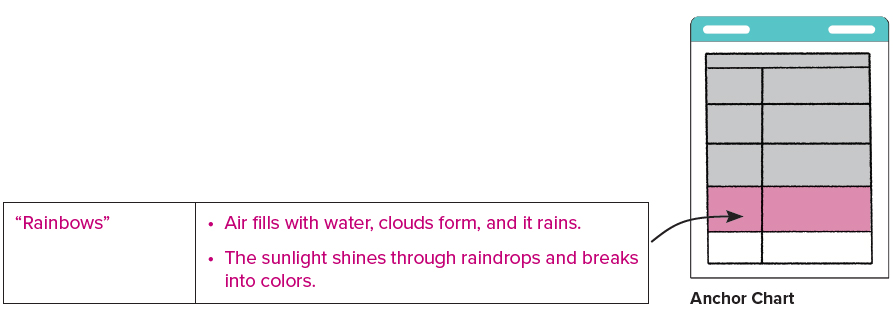 “Rainbows”
• Air fills with water, clouds form, and it rains.
• The sunlight shines through raindrops and breaks
into colors.
Anchor Chart